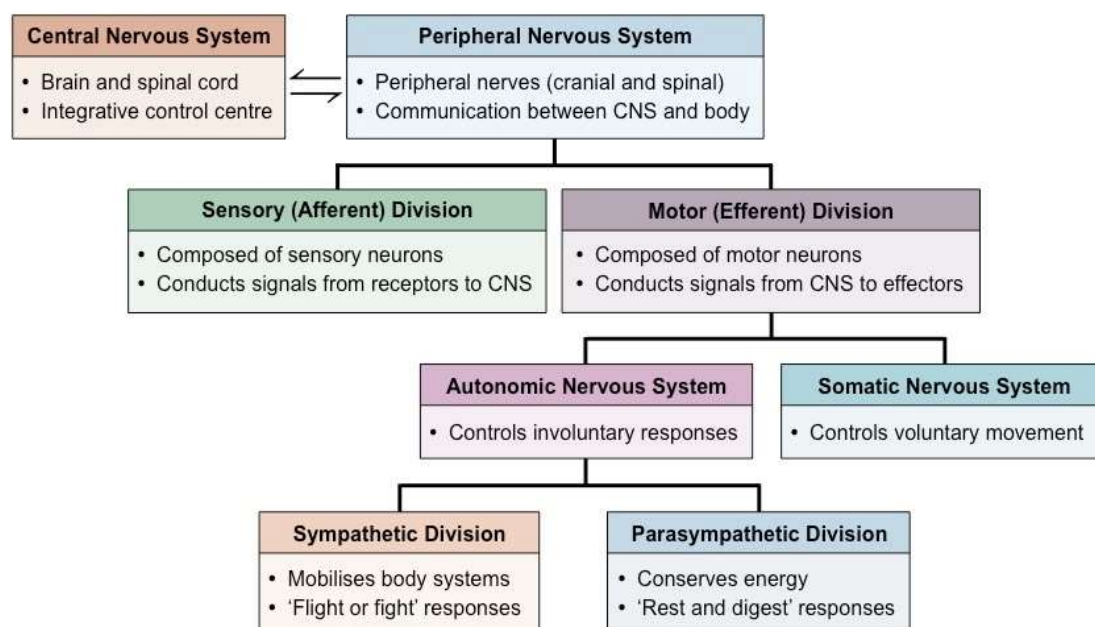 Central Nervous System
• Brain and spinal cord
• Integrative control centre
Peripheral Nervous System
• Peripheral nerves (cranial and spinal)
• Communication between CNS and body
Sensory (Afferent) Division
• Composed of sensory neurons
• Conducts signals from receptors to CNS
Motor (Efferent) Division
• Composed of motor neurons
• Conducts signals from CNS to effectors
Autonomic Nervous System
• Controls involuntary responses
Somatic Nervous System
• Controls voluntary movement
Sympathetic Division
• Mobilises body systems
• ‘Flight or fight’ responses
Parasympathetic Division
• Conserves energy
• ‘Rest and digest’ responses